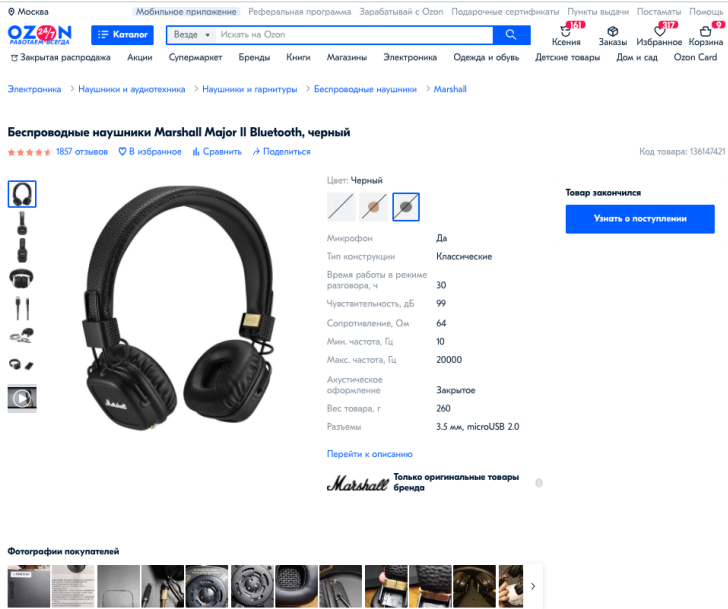 Москва Мобильное приложение Реферальная программа Зарабатывай с Ozon Подарочные сертификаты Пункты выдачи Постаматы Помощь
OZON 24/7 Каталог Везде Искать на Ozon 161 317 9
РАБОТАЕМ ВСЕГДА Ксения Заказы Избранное Корзина
Закрытая распродажа Акции Супермаркет Бренды Книги Магазины Электроника Одежда и обувь Детские товары Дом и сад Ozon Card
Электроника Наушники и аудиотехника Наушники и гарнитуры Беспроводные наушники Marshall
Беспроводные наушники Marshall Major II Bluetooth, черный
1857 отзывов В избранное Сравнить Поделиться Код товара: 136147421
Цвет: Черный
Товар закончился
Узнать о поступлении
Микрофон Да
Тип конструкции Классические
Время работы в режиме
разговора, ч 30
Чувствительность, дБ 99
Сопротивление, Ом 64
Мин. частота, Гц 10
Макс. частота, Гц 20000
Акустическое
оформление Закрытое
Вес товара, г 260
Разъемы 3.5 мм, microUSB 2.0
Перейти к описанию
Marshall Только оригинальные товары
бренда
Marshall
Фотографии покупателей